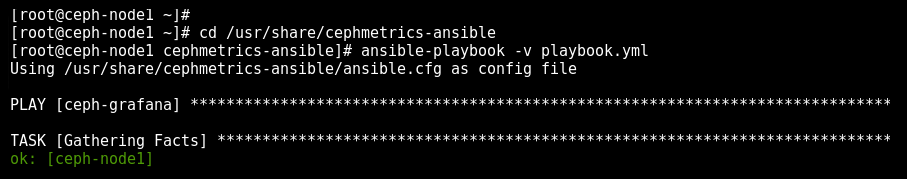 [root@ceph-node1 ~]#
[root@ceph-node1 ~]# cd /usr/share/cephmetrics-ansible
[root@ceph-node1 cephmetrics-ansible]# ansible-playbook -v playbook.yml
Using /usr/share/cephmetrics-ansible/ansible.cfg as config file
PLAY [ceph-grafana] ******************************************************************************
TASK [Gathering Facts] ***************************************************************************
ok: [ceph-node1]